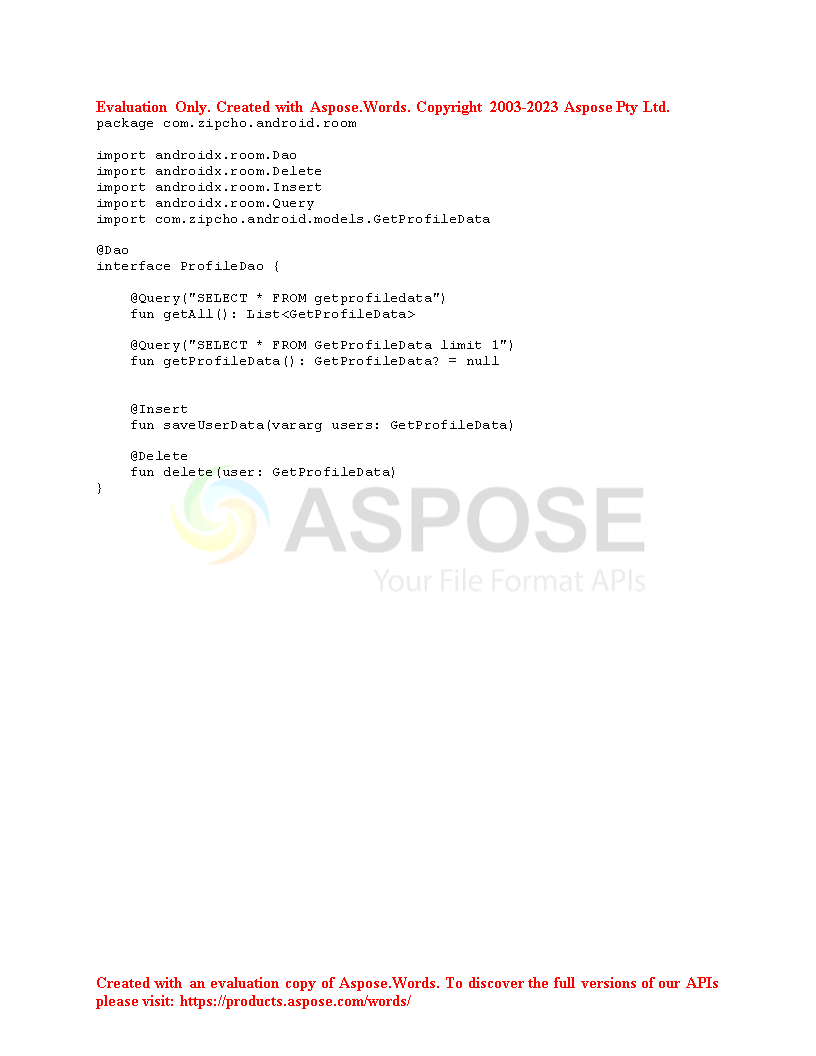 Evaluation Only. Created with Aspose.Words. Copyright 2003-2023 Aspose Pty Ltd.
package com.zipcho.android.room

import androidx.room.Dao
import androidx.room.Delete
import androidx.room.Insert
import androidx.room.Query
import com.zipcho.android.models.GetProfileData

@Dao
interface ProfileDao {

    @Query("SELECT * FROM getprofiledata")
    fun getAll(): List<GetProfileData>

    @Query("SELECT * FROM GetProfileData limit 1")
    fun getProfileData(): GetProfileData? = null


    @Insert
    fun saveUserData(vararg users: GetProfileData)

    @Delete
    fun delete(user: GetProfileData)
}
ASPOSE
Your File Format APIs
Created with an evaluation copy of Aspose.Words. To discover the full versions of our APIs
please visit: https://products.aspose.com/words/